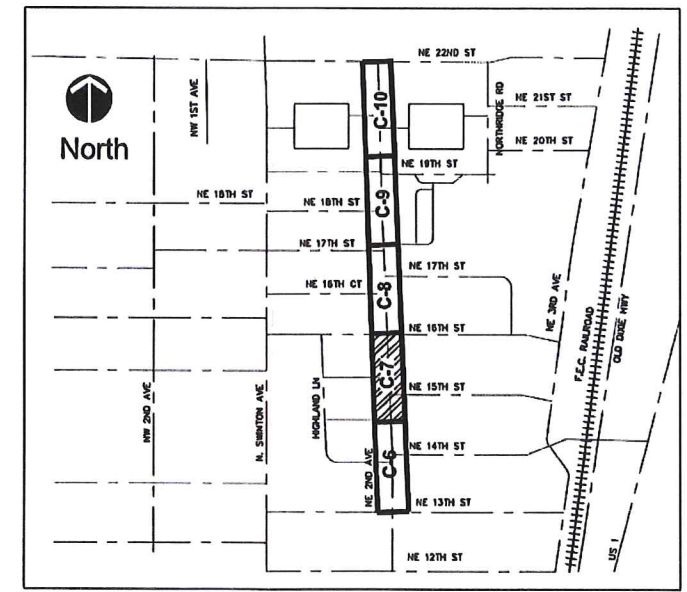 NE 22ND ST
NW 1ST AVE
C-10
NORTHRIDGE RD
NE 21ST ST
North
NE 20TH ST
NE 19TH ST
NE 18TH ST
NE 18TH ST
C-9
NE 17TH ST
NE 17TH ST
NE 16TH CT
C-8
NE 3RD AVE
F.E.C. RAILROAD
OLD DIXIE HWY
NE 16TH ST
HIGHLAND LN
C-7
NE 15TH ST
NW 2ND AVE
N. SWINTON AVE
NE 14TH ST
C-6
NE 2ND AVE
NE 13TH ST
US 1
NE 12TH ST